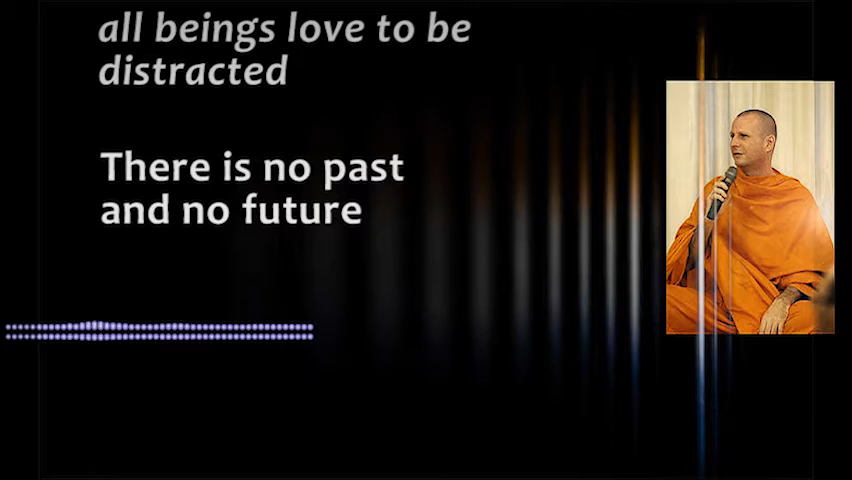 all beings love to be
distracted
There is no past
and no future